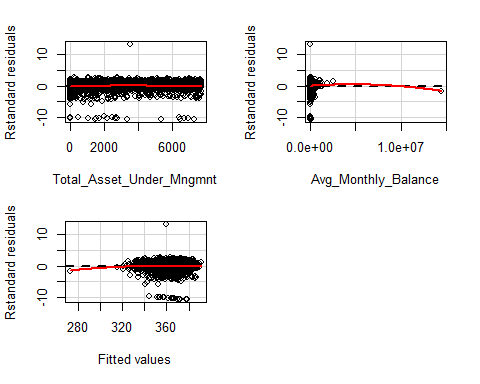 Rstandard residuals
10
0
-10
0
2000
6000
Total_Asset_Under_Mngmnt
Rstandard residuals
10
0
-10
0.0e+00
1.0e+07
Avg_Monthly_Balance
Rstandard residuals
10
0
-10
280
320
360
Fitted values